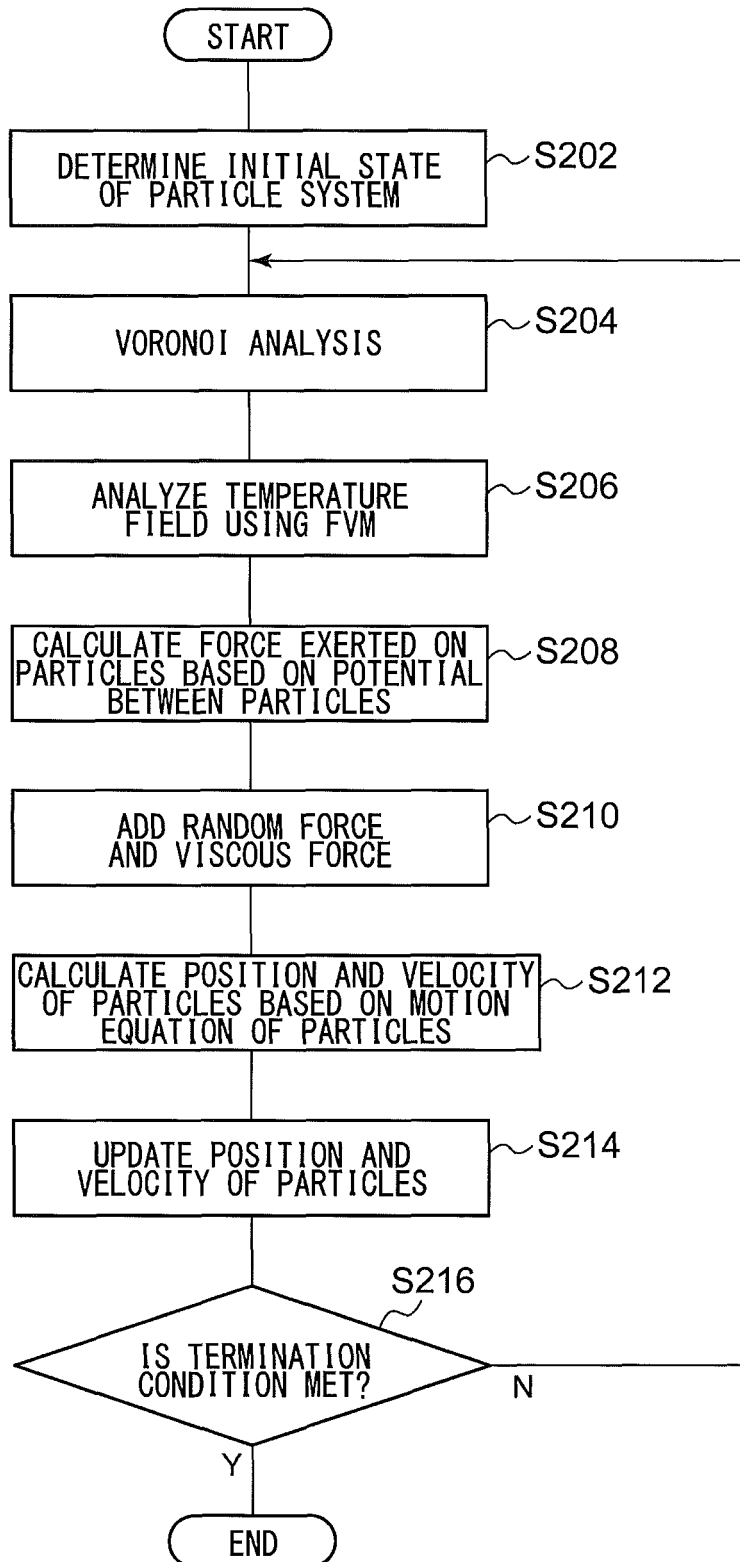 START
DETERMINE INITIAL STATE
OF PARTICLE SYSTEM
S202
VORONOI ANALYSIS
S204
ANALYZE TEMPERATURE
FIELD USING FVM
S206
CALCULATE FORCE EXERTED ON
PARTICLES BASED ON POTENTIAL
BETWEEN PARTICLES
S208
ADD RANDOM FORCE
AND VISCOUS FORCE
S210
CALCULATE POSITION AND VELOCITY
OF PARTICLES BASED ON MOTION
EQUATION OF PARTICLES
S212
UPDATE POSITION AND
VELOCITY OF PARTICLES
S214
S216
IS TERMINATION
CONDITION MET?
N
Y
END